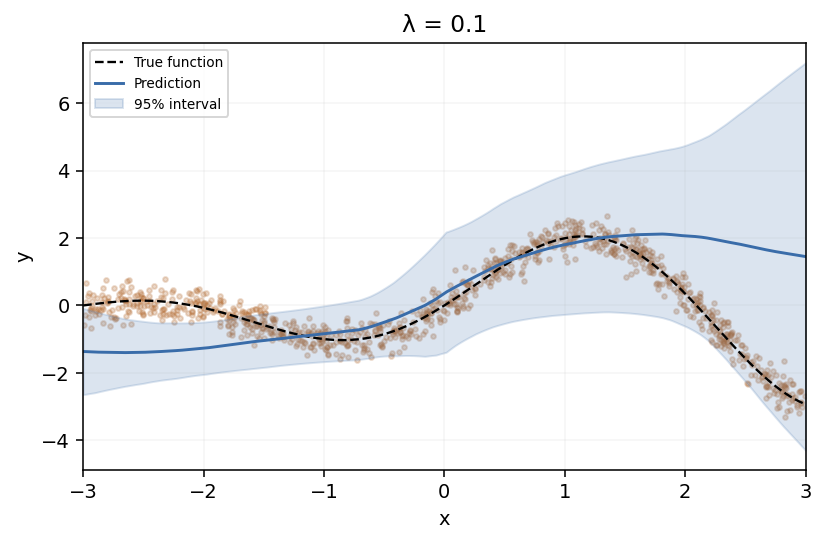 λ = 0.1
True function
Prediction
95% interval
y
6
4
2
0
−2
−4
−3 −2 −1 0 1 2 3
x